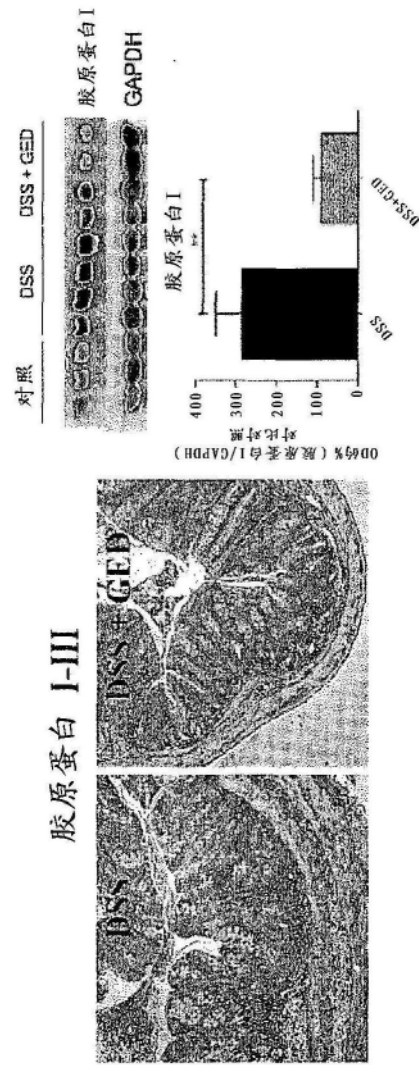 胶原蛋白 I-III
DSS
DSS + GED
对照
DSS
DSS + GED
胶原蛋白 I
GAPDH
胶原蛋白 I
**
OD的%(胶原蛋白I/GAPDH)
对比对照
400
300
200
100
0
DSS
DSS+GED